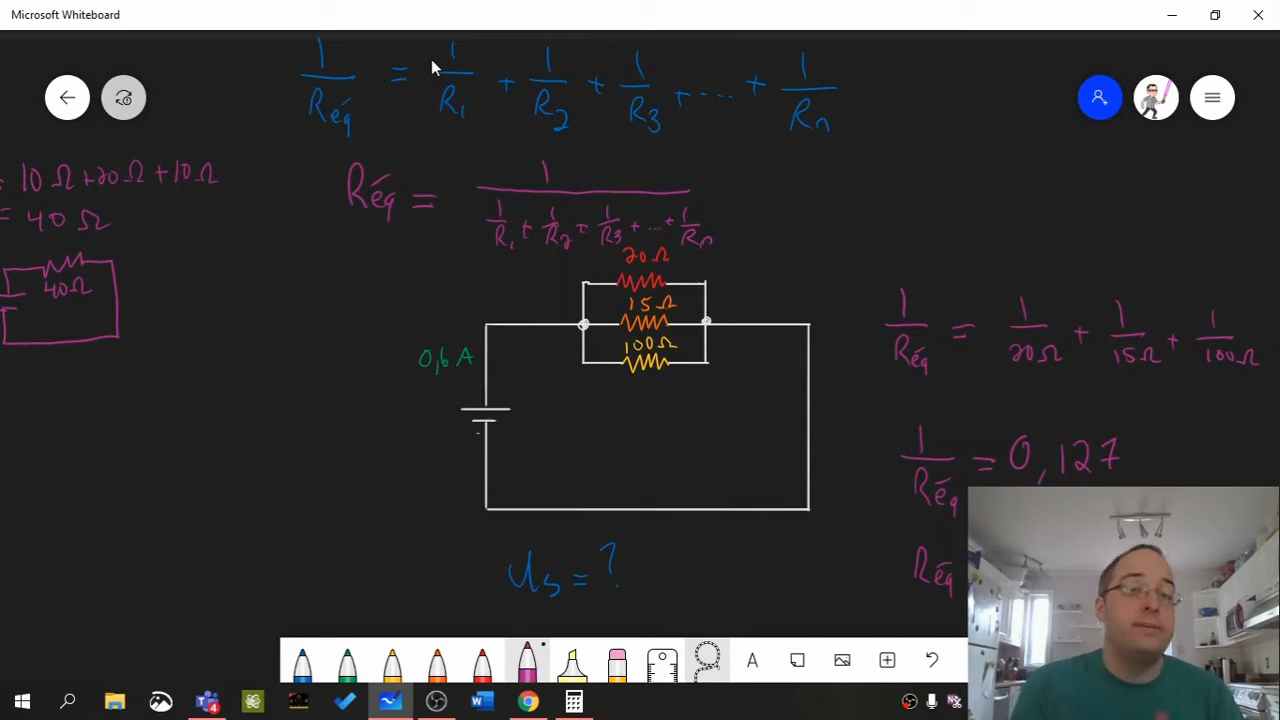 Microsoft Whiteboard
1/Réq = 1/R1 + 1/R2 + 1/R3 + .... + 1/Rn
= 10 Ω + 20 Ω + 10 Ω
= 40 Ω
40 Ω
Réq = 1/(1/R1 + 1/R2 + 1/R3 + ... + 1/Rn)
20 Ω
15 Ω
100 Ω
0,6 A
Us = ?
1/Réq = 1/20Ω + 1/15Ω + 1/100Ω
1/Réq = 0,127
Réq
A
4